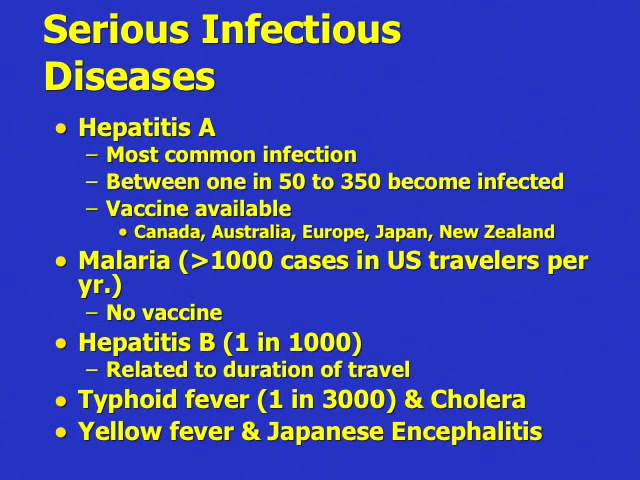 Serious Infectious
Diseases
• Hepatitis A
– Most common infection
– Between one in 50 to 350 become infected
– Vaccine available
• Canada, Australia, Europe, Japan, New Zealand
• Malaria (>1000 cases in US travelers per
yr.)
– No vaccine
• Hepatitis B (1 in 1000)
– Related to duration of travel
• Typhoid fever (1 in 3000) & Cholera
• Yellow fever & Japanese Encephalitis